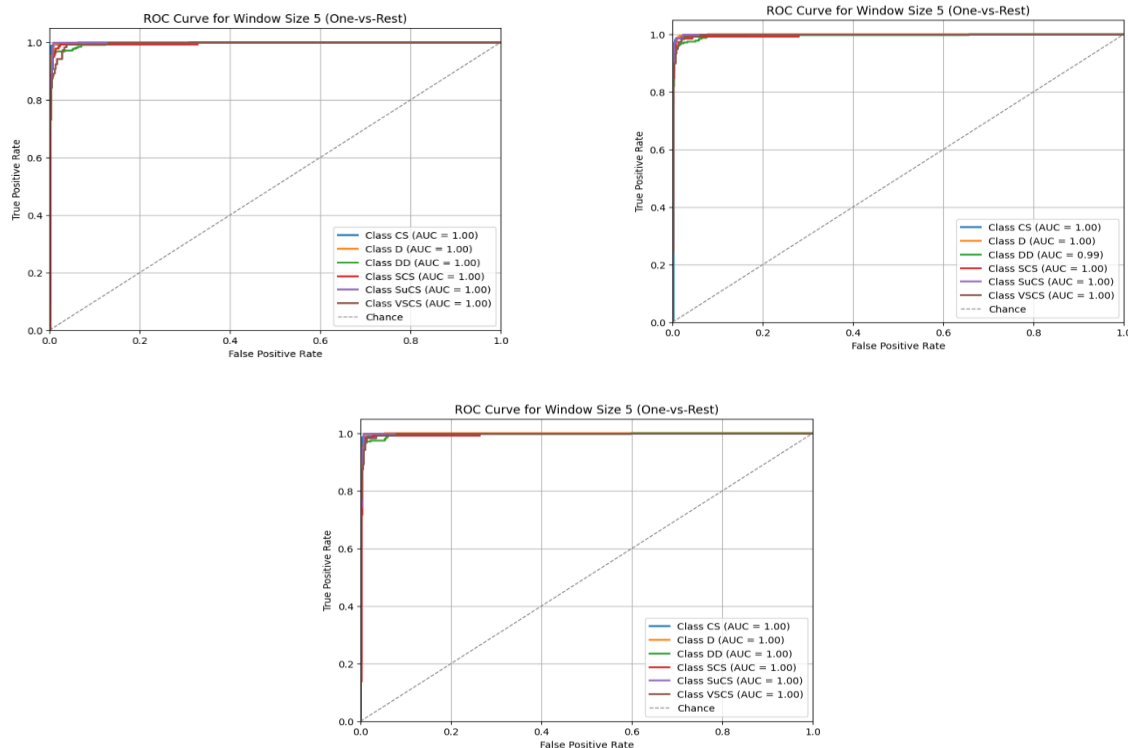 ROC Curve for Window Size 5 (One-vs-Rest)
1.0
0.8
0.6
0.4
0.2
0.0
True Positive Rate
Class CS (AUC = 1.00)
Class D (AUC = 1.00)
Class DD (AUC = 1.00)
Class SCS (AUC = 1.00)
Class SuCS (AUC = 1.00)
Class VSCS (AUC = 1.00)
Chance
0.0 0.2 0.4 0.6 0.8 1.0
False Positive Rate
ROC Curve for Window Size 5 (One-vs-Rest)
1.0
0.8
0.6
0.4
0.2
0.0
True Positive Rate
Class CS (AUC = 1.00)
Class D (AUC = 1.00)
Class DD (AUC = 0.99)
Class SCS (AUC = 1.00)
Class SuCS (AUC = 1.00)
Class VSCS (AUC = 1.00)
Chance
0.0 0.2 0.4 0.6 0.8 1.0
False Positive Rate
ROC Curve for Window Size 5 (One-vs-Rest)
1.0
0.8
0.6
0.4
0.2
0.0
True Positive Rate
Class CS (AUC = 1.00)
Class D (AUC = 1.00)
Class DD (AUC = 1.00)
Class SCS (AUC = 1.00)
Class SuCS (AUC = 1.00)
Class VSCS (AUC = 1.00)
Chance
0.0 0.2 0.4 0.6 0.8 1.0
False Positive Rate